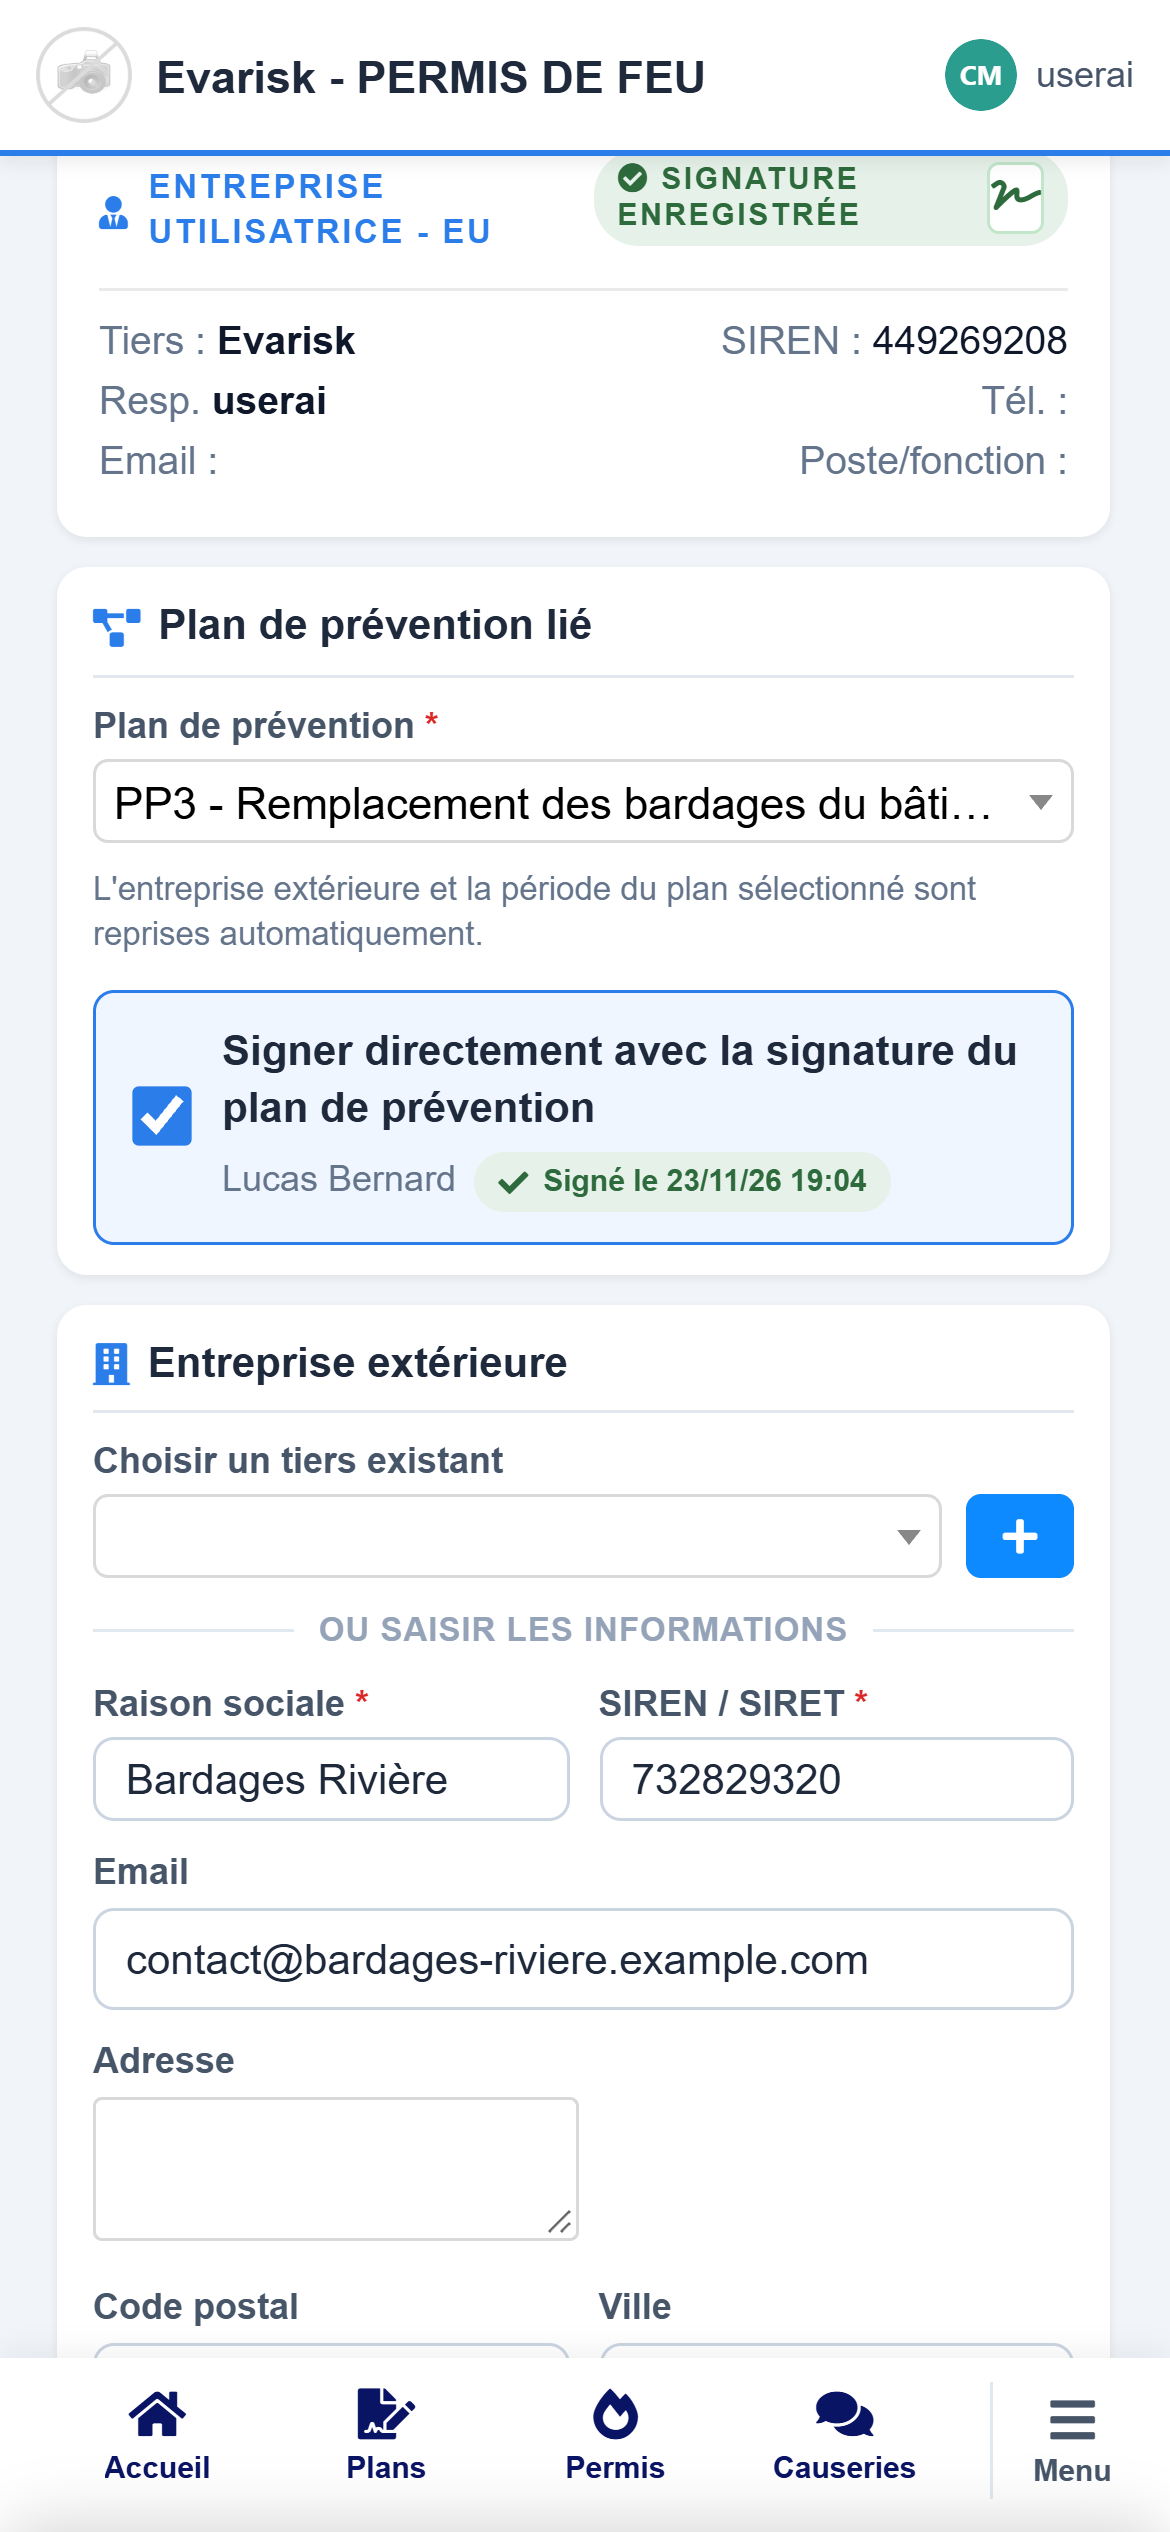 Evarisk - PERMIS DE FEU
CM
userai
ENTREPRISE
UTILISATRICE - EU
SIGNATURE
ENREGISTRÉE
Tiers : Evarisk
SIREN : 449269208
Resp. userai
Tél. :
Email :
Poste/fonction :
Plan de prévention lié
Plan de prévention *
PP3 - Remplacement des bardages du bâti…
L'entreprise extérieure et la période du plan sélectionné sont
reprises automatiquement.
Signer directement avec la signature du
plan de prévention
Lucas Bernard
Signé le 23/11/26 19:04
Entreprise extérieure
Choisir un tiers existant
OU SAISIR LES INFORMATIONS
Raison sociale *
SIREN / SIRET *
Bardages Rivière
732829320
Email
contact@bardages-riviere.example.com
Adresse
Code postal
Ville
Accueil
Plans
Permis
Causeries
Menu